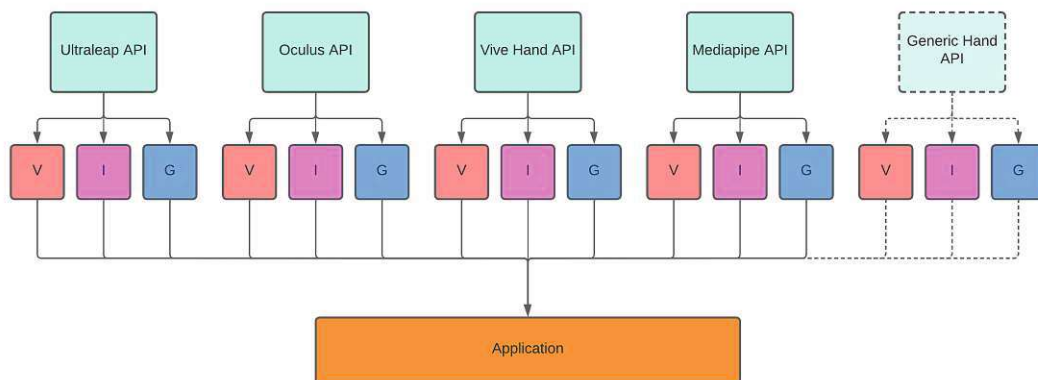 Ultraleap API
Oculus API
Vive Hand API
Mediapipe API
Generic Hand
API
V
I
G
V
I
G
V
I
G
V
I
G
V
I
G
Application